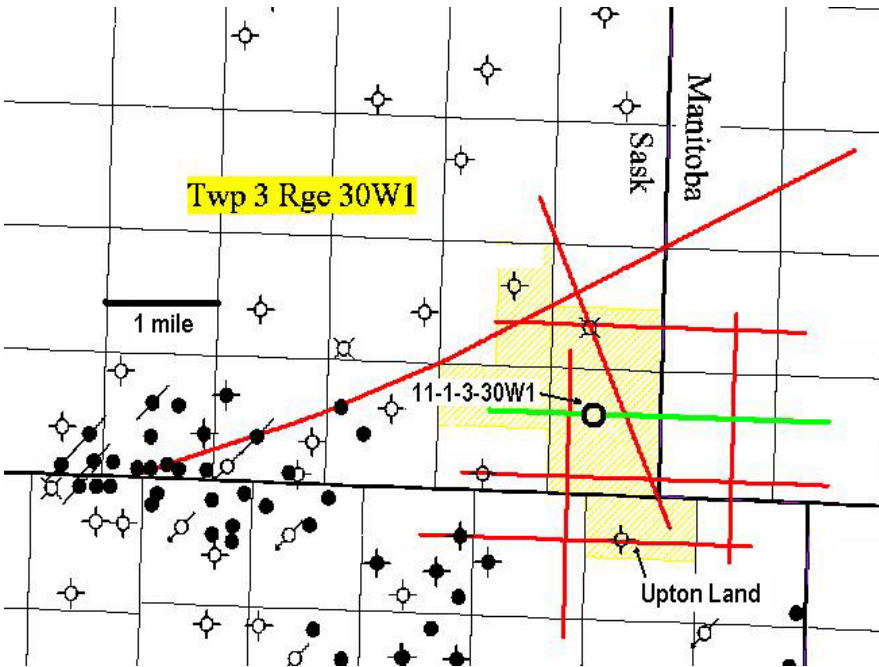 Manitoba
Sask
Twp 3 Rge 30W1
1 mile
11-1-3-30W1
Upton Land